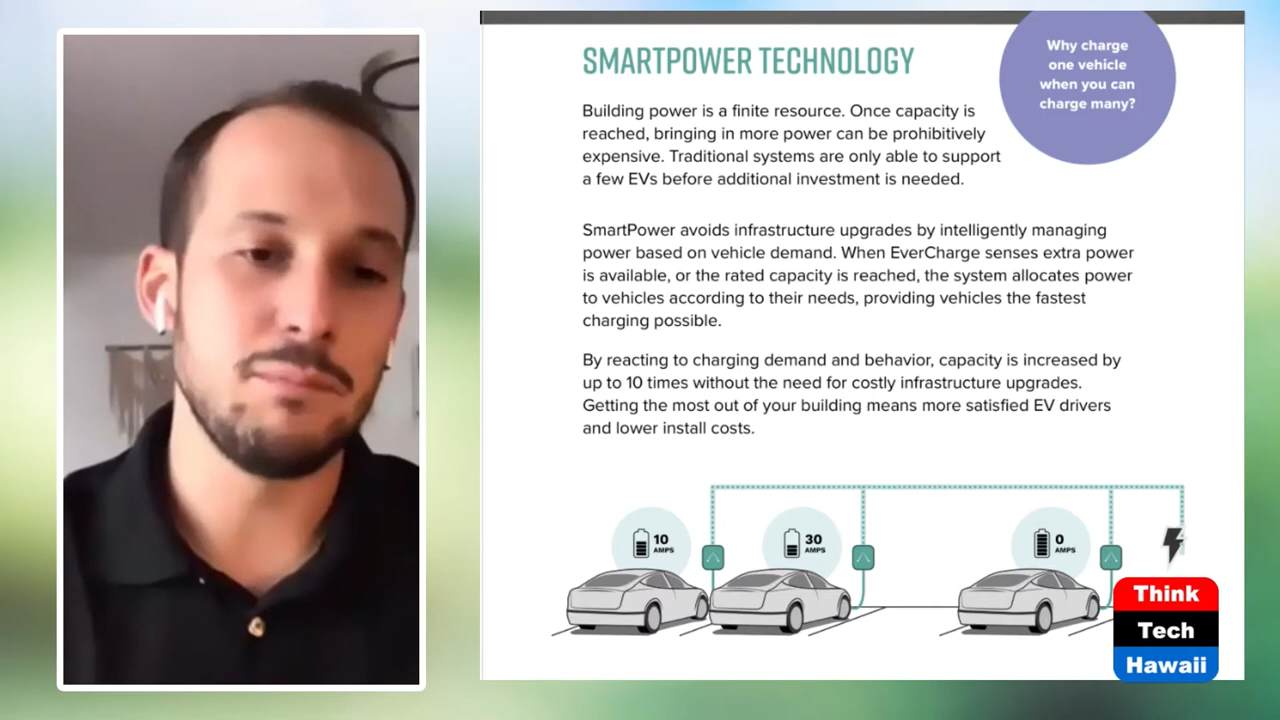 SMARTPOWER TECHNOLOGY
Why charge
one vehicle
when you can
charge many?
Building power is a finite resource. Once capacity is
reached, bringing in more power can be prohibitively
expensive. Traditional systems are only able to support
a few EVs before additional investment is needed.
SmartPower avoids infrastructure upgrades by intelligently managing
power based on vehicle demand. When EverCharge senses extra power
is available, or the rated capacity is reached, the system allocates power
to vehicles according to their needs, providing vehicles the fastest
charging possible.
By reacting to charging demand and behavior, capacity is increased by
up to 10 times without the need for costly infrastructure upgrades.
Getting the most out of your building means more satisfied EV drivers
and lower install costs.
10
AMPS
30
AMPS
0
AMPS
Think
Tech
Hawaii